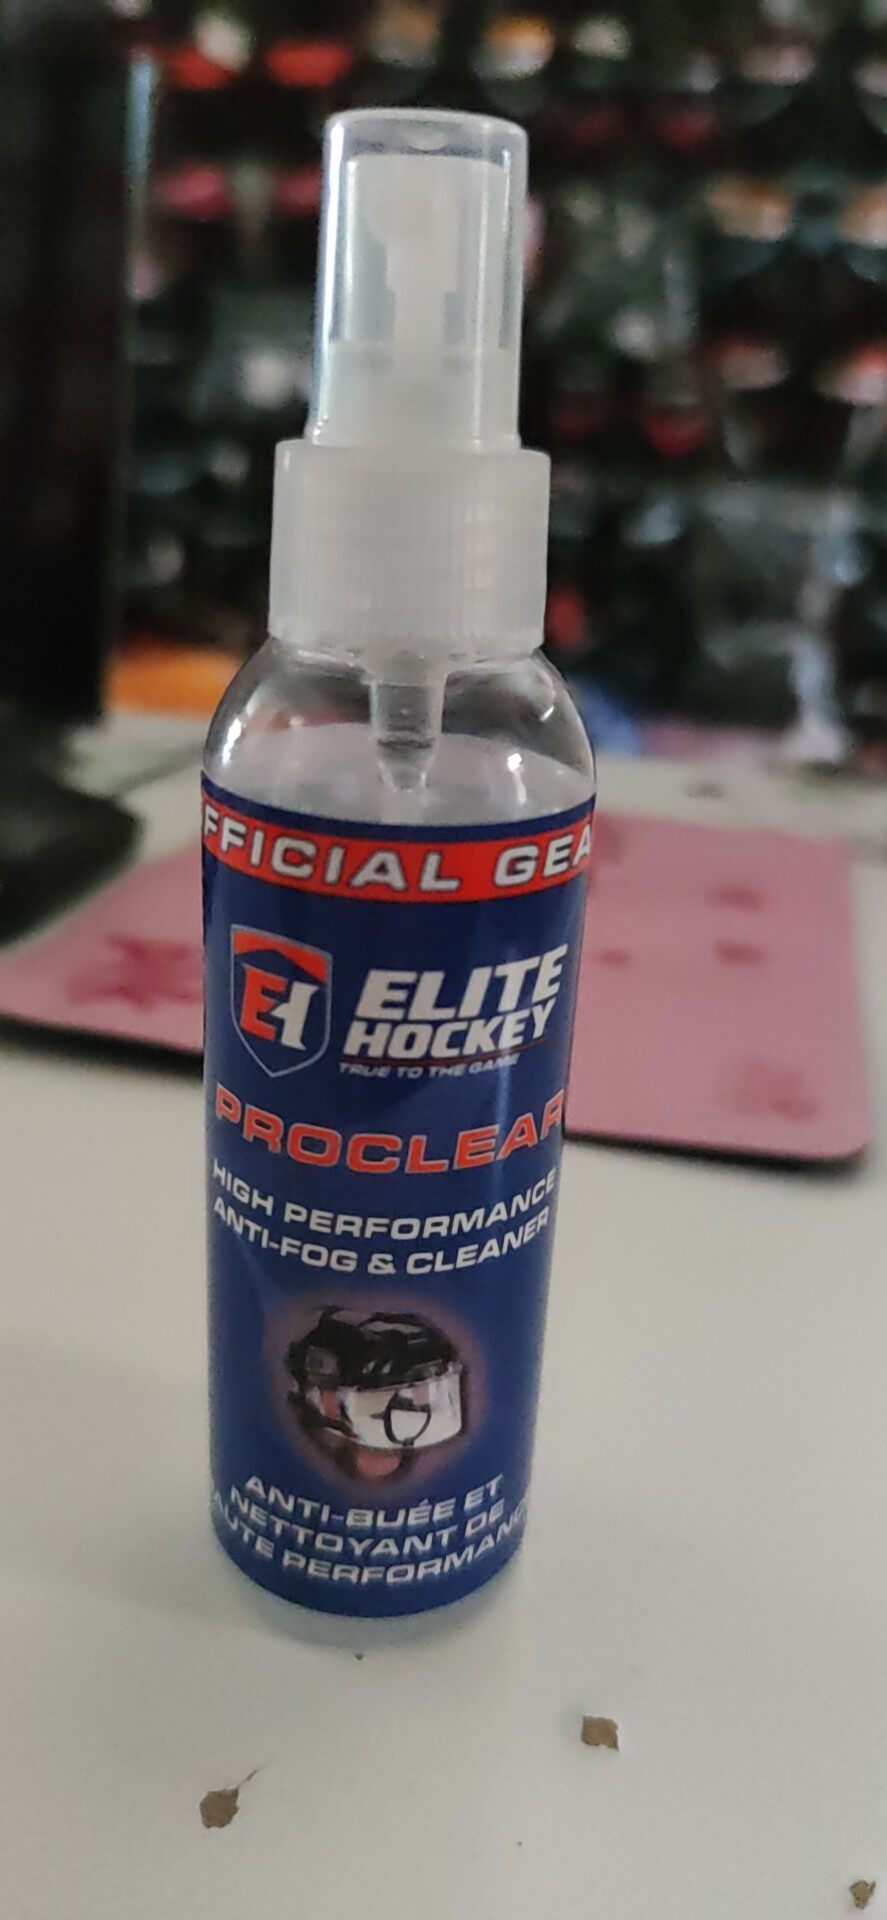 FFICIAL GEA
EH
ELITE
HOCKEY
TRUE TO THE GAME
PROCLEAR
HIGH PERFORMANCE
ANTI-FOG & CLEANER
ANTI-BUÉE ET
NETTOYANT DE
AUTE PERFORMANC